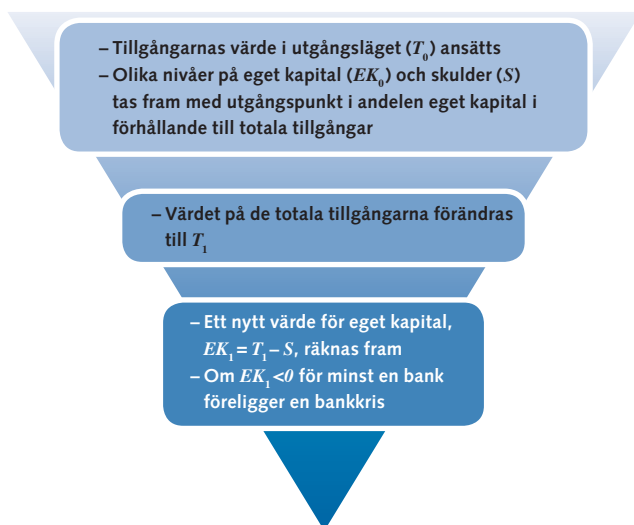 – Tillgångarnas värde i utgångsläget (T₀) ansätts
– Olika nivåer på eget kapital (EK₀) och skulder (S)
tas fram med utgångspunkt i andelen eget kapital i
förhållande till totala tillgångar
– Värdet på de totala tillgångarna förändras
till T₁
– Ett nytt värde för eget kapital,
EK₁ = T₁ – S, räknas fram
– Om EK₁ <0 för minst en bank
föreligger en bankkris